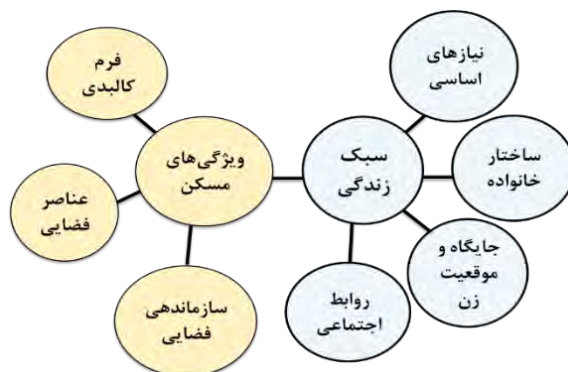 نیازهای
اساسی
ساختار
خانواده
جایگاه و
موقعیت
زن
روابط
اجتماعی
سبک
زندگی
ویژگی‌های
مسکن
فرم
کالبدی
عناصر
فضایی
سازماندهی
فضایی